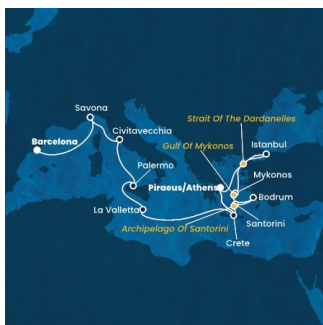 Savona
Strait Of The Dardanelles
Civitavecchia
Barcelona
Gulf Of Mykonos
Istanbul
Palermo
Mykonos
Piraeus/Athens
Bodrum
La Valletta
Santorini
Archipelago Of Santorini
Crete